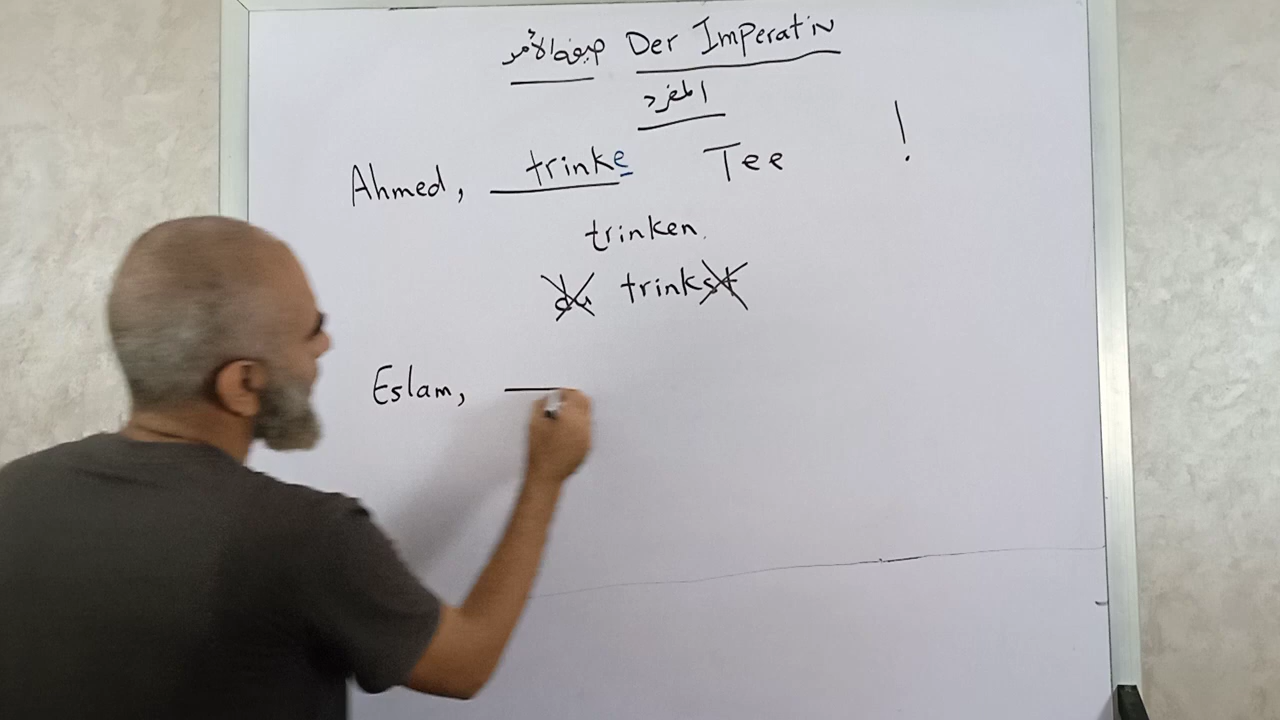 صيغة الأمر Der Imperativ
المفرد
Ahmed, trinke Tee !
trinken
du trinkst
Eslam,